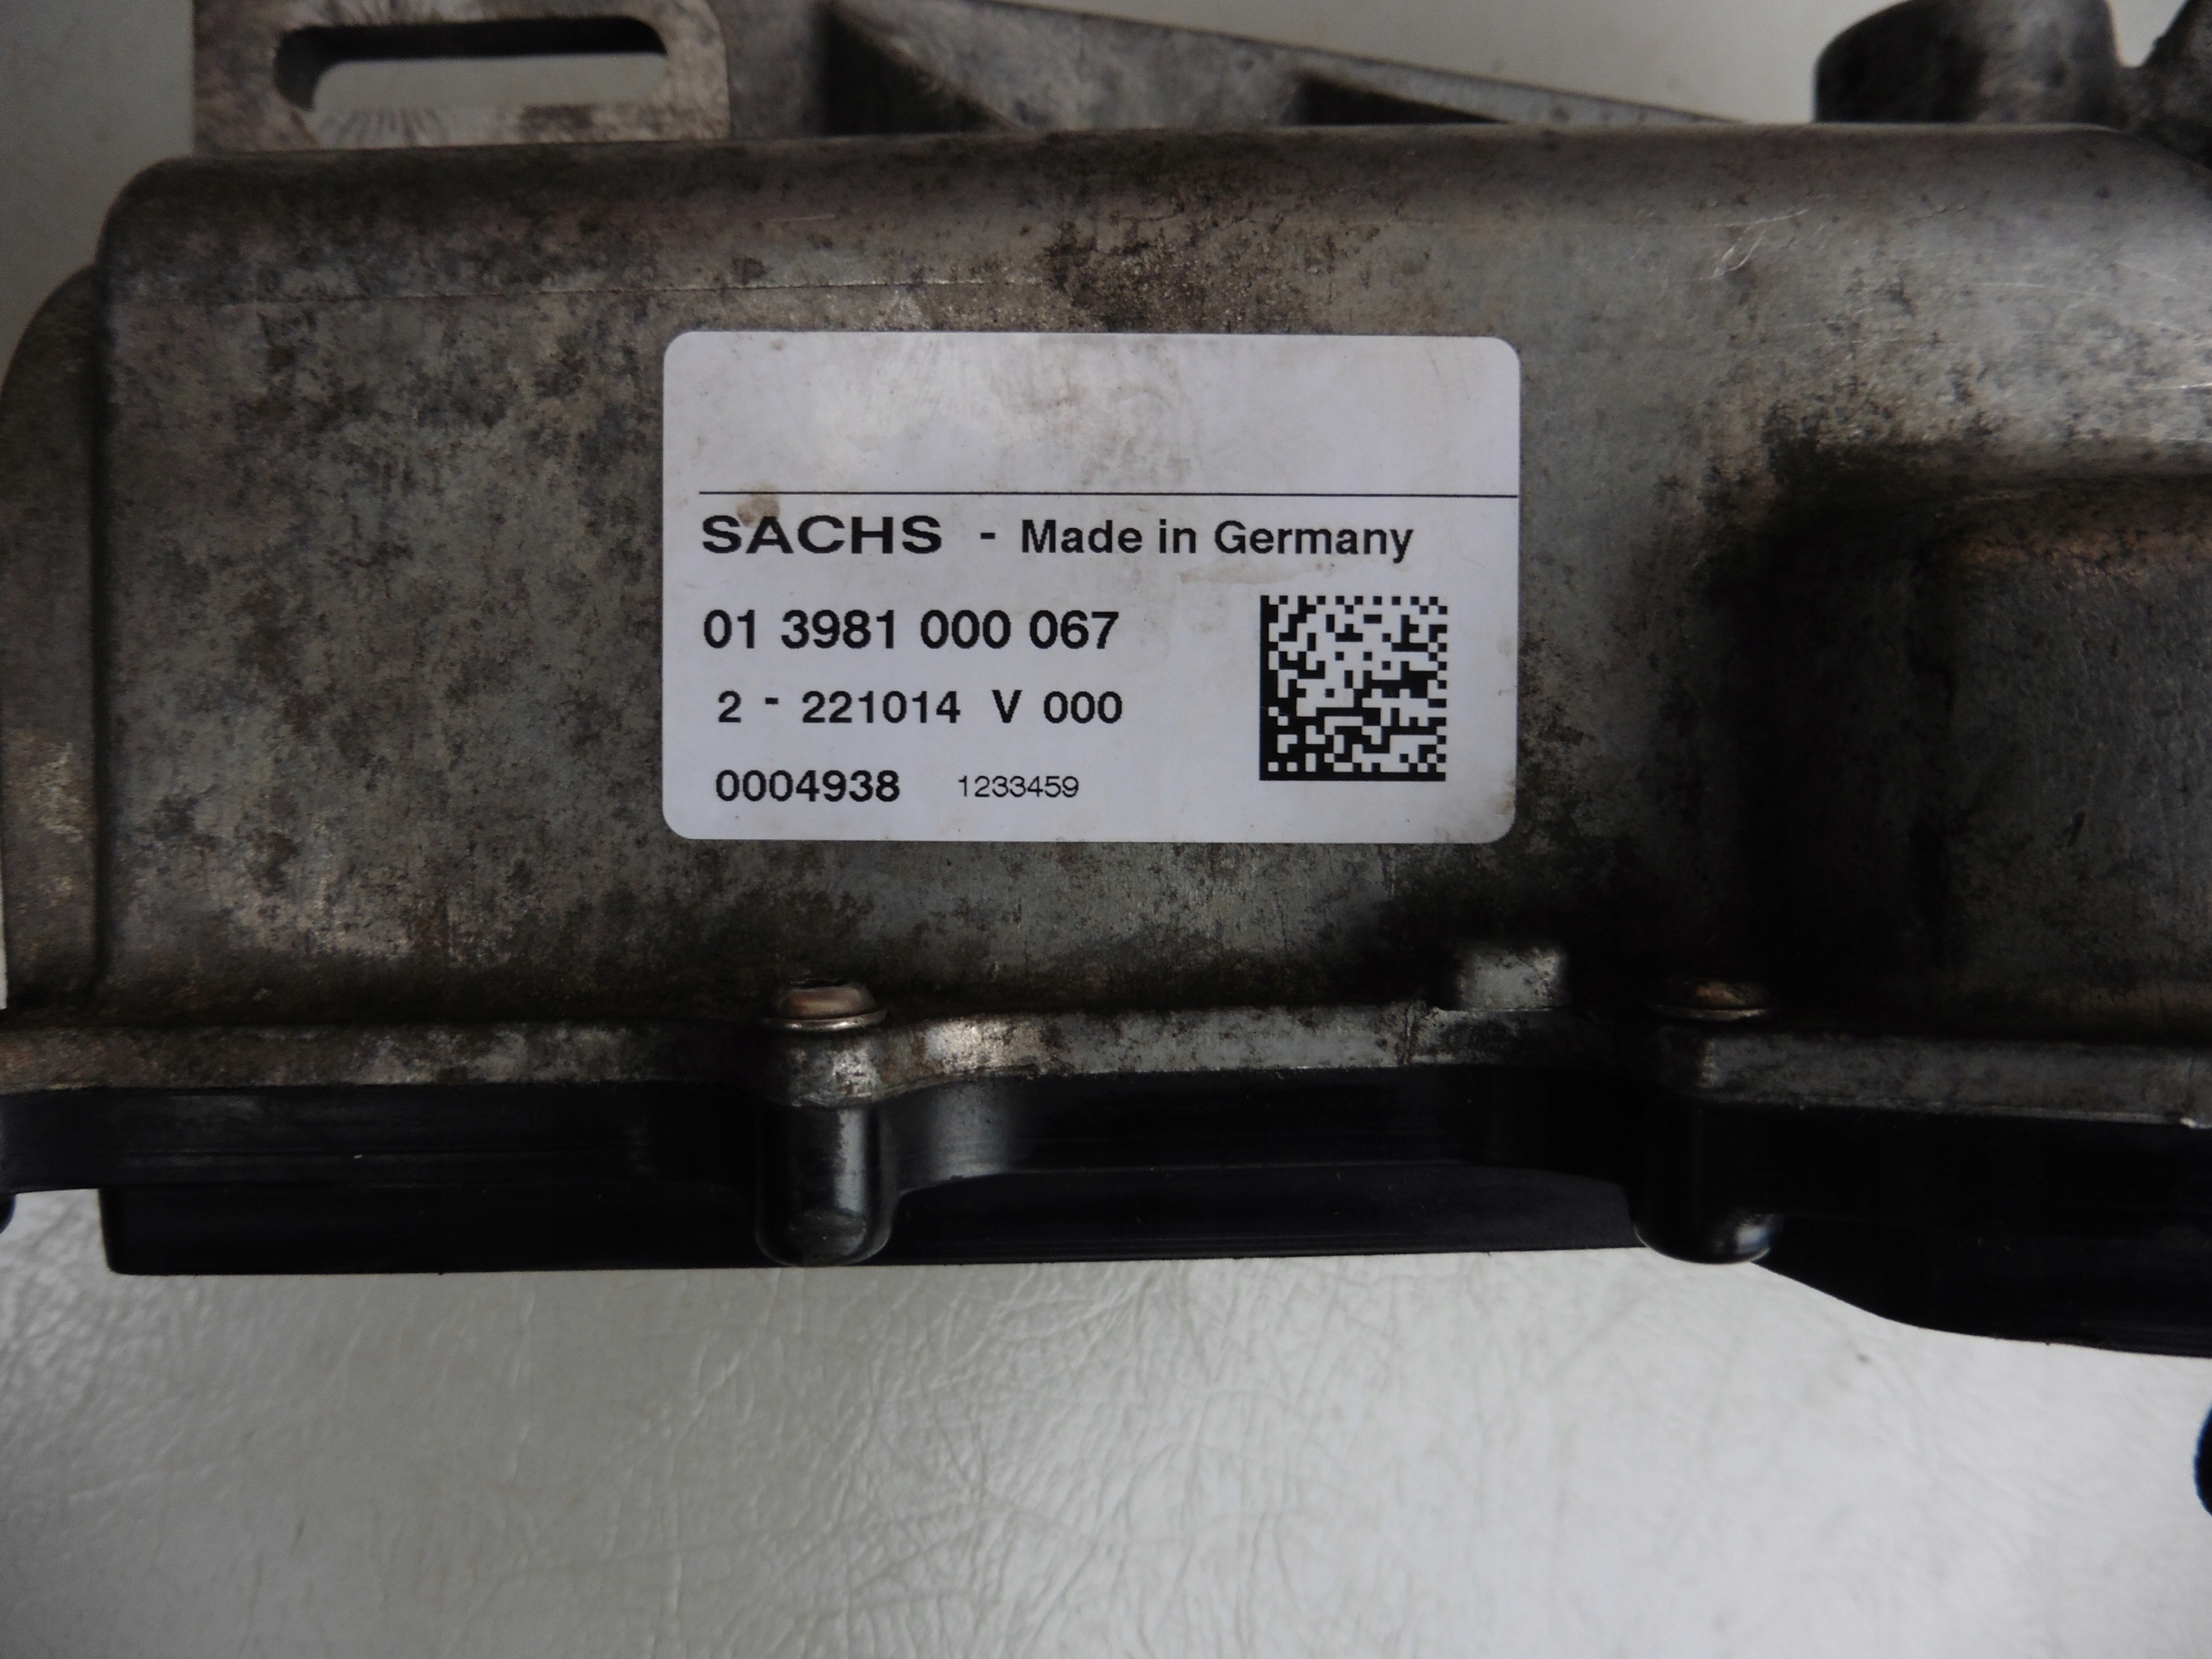 SACHS - Made in Germany
01 3981 000 067
2 - 221014 V 000
0004938 1233459